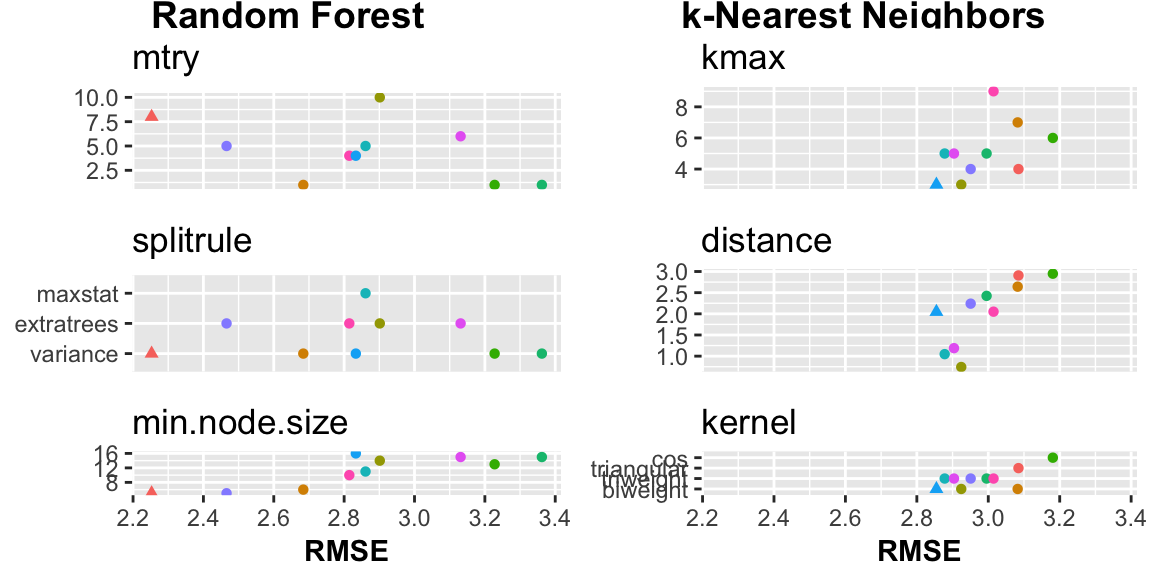 Random Forest
mtry
10.0
7.5
5.0
2.5
splitrule
maxstat
extratrees
variance
min.node.size
16
12
8
2.2 2.4 2.6 2.8 3.0 3.2 3.4
RMSE
k-Nearest Neighbors
kmax
8
6
4
distance
3.0
2.5
2.0
1.5
1.0
kernel
cos
triangular
triweight
biweight
2.2 2.4 2.6 2.8 3.0 3.2 3.4
RMSE